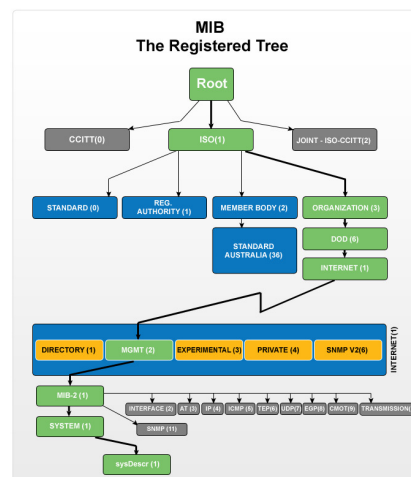 MIB
The Registered Tree
Root
CCITT(0)
ISO(1)
JOINT - ISO-CCITT(2)
STANDARD (0)
REG.
AUTHORITY (1)
MEMBER BODY (2)
ORGANIZATION (3)
DOD (6)
STANDARD
AUSTRALIA (36)
INTERNET (1)
INTERNET(1)
DIRECTORY (1)
MGMT (2)
EXPERIMENTAL (3)
PRIVATE (4)
SNMP V2(6)
MIB-2 (1)
INTERFACE (2)
AT (3)
IP (4)
ICMP (5)
TEP(6)
UDP(7)
EGP(8)
CMOT(9)
TRANSMISSION(
SYSTEM (1)
SNMP (11)
sysDescr (1)